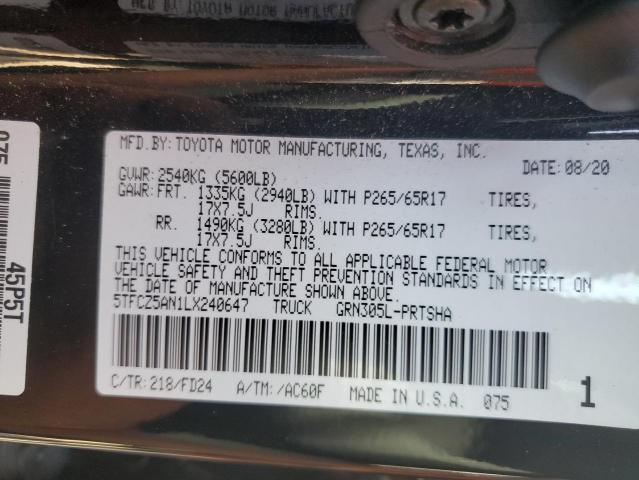 MFD.BY: TOYOTA MOTOR MANUFACTURING, TEXAS, INC.
DATE: 08/20
GVWR: 2540KG (5600LB)
GAWR: FRT. 1335KG (2940LB) WITH P265/65R17 TIRES,
17X7.5J RIMS.
RR. 1490KG (3280LB) WITH P265/65R17 TIRES,
17X7.5J RIMS.
THIS VEHICLE CONFORMS TO ALL APPLICABLE FEDERAL MOTOR
VEHICLE SAFETY AND THEFT PREVENTION STANDARDS IN EFFECT ON
THE DATE OF MANUFACTURE SHOWN ABOVE.
5TFCZ5AN1LX240647 TRUCK GRN305L-PRTSHA
C/TR: 218/FD24 A/TM: /AC60F MADE IN U.S.A. 075
1
075
45P5T